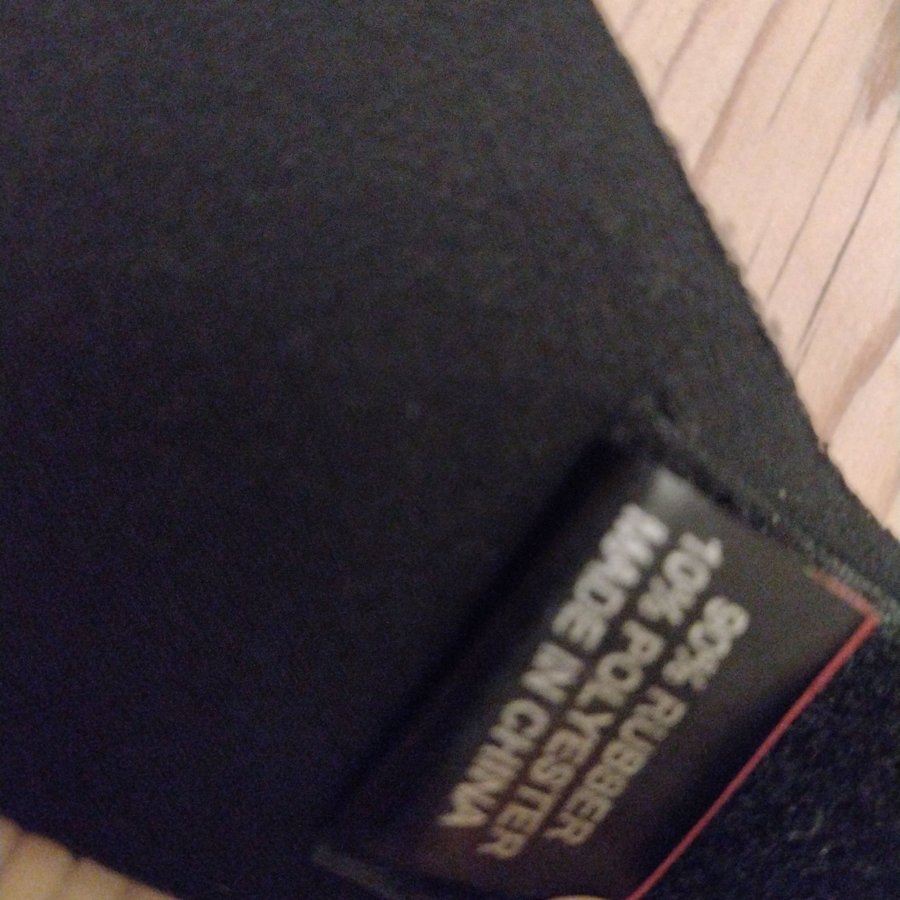 90% RUBBER
10% POLYESTER
MADE IN CHINA